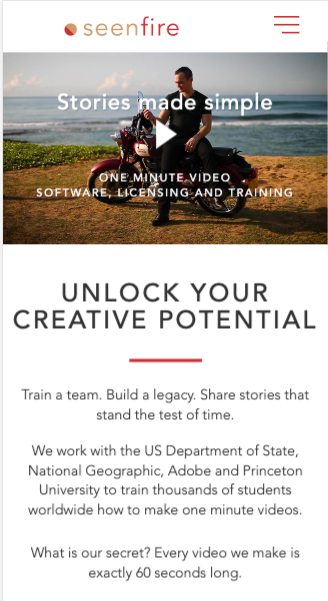 seenfire
Stories made simple
ONE MINUTE VIDEO
SOFTWARE, LICENSING AND TRAINING
UNLOCK YOUR
CREATIVE POTENTIAL
Train a team. Build a legacy. Share stories that
stand the test of time.
We work with the US Department of State,
National Geographic, Adobe and Princeton
University to train thousands of students
worldwide how to make one minute videos.
What is our secret? Every video we make is
exactly 60 seconds long.